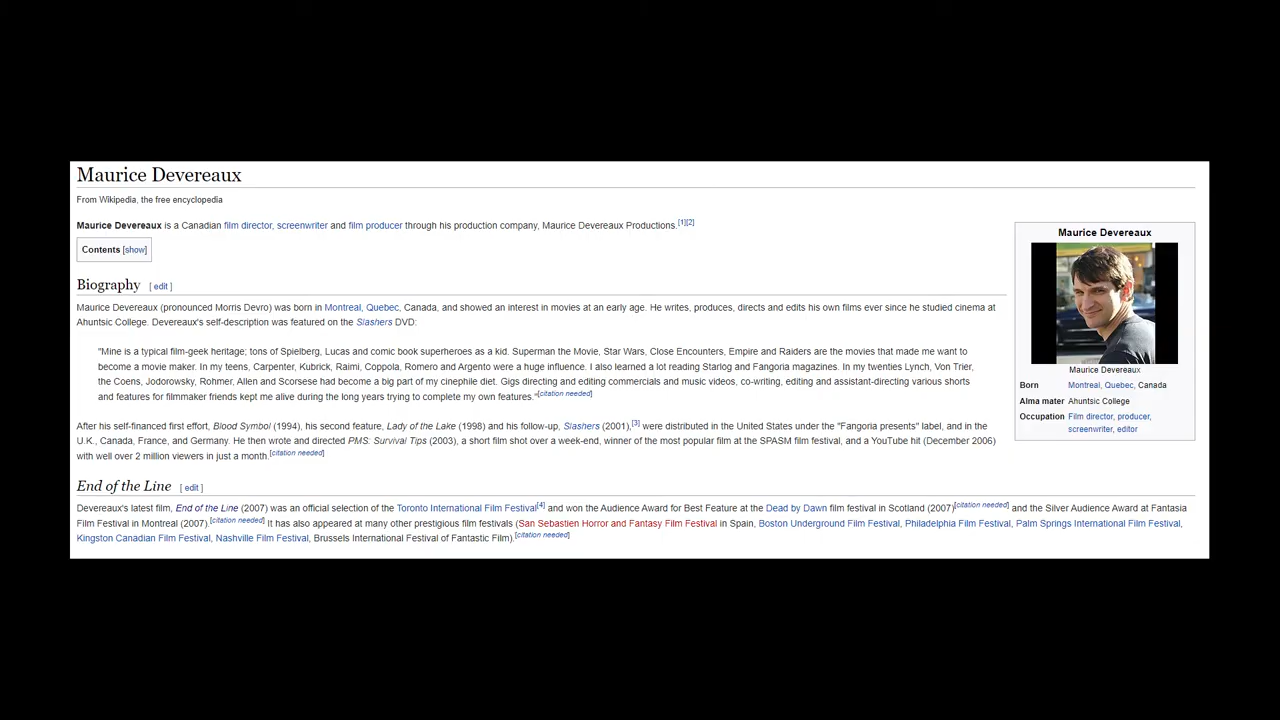 Maurice Devereaux
From Wikipedia, the free encyclopedia
Maurice Devereaux is a Canadian film director, screenwriter and film producer through his production company, Maurice Devereaux Productions.[1][2]
Contents [show]
Biography [ edit ]
Maurice Devereaux (pronounced Morris Devro) was born in Montreal, Quebec, Canada, and showed an interest in movies at an early age. He writes, produces, directs and edits his own films ever since he studied cinema at
Ahuntsic College. Devereaux's self-description was featured on the Slashers DVD:
"Mine is a typical film-geek heritage; tons of Spielberg, Lucas and comic book superheroes as a kid. Superman the Movie, Star Wars, Close Encounters, Empire and Raiders are the movies that made me want to
become a movie maker. In my teens, Carpenter, Kubrick, Raimi, Coppola, Romero and Argento were a huge influence. I also learned a lot reading Starlog and Fangoria magazines. In my twenties Lynch, Von Trier,
the Coens, Jodorowsky, Rohmer, Allen and Scorsese had become a big part of my cinephile diet. Gigs directing and editing commercials and music videos, co-writing, editing and assistant-directing various shorts
and features for filmmaker friends kept me alive during the long years trying to complete my own features."[citation needed]
After his self-financed first effort, Blood Symbol (1994), his second feature, Lady of the Lake (1998) and his follow-up, Slashers (2001),[3] were distributed in the United States under the "Fangoria presents" label, and in the
U.K., Canada, France, and Germany. He then wrote and directed PMS: Survival Tips (2003), a short film shot over a week-end, winner of the most popular film at the SPASM film festival, and a YouTube hit (December 2006)
with well over 2 million viewers in just a month.[citation needed]
End of the Line [ edit ]
Devereaux's latest film, End of the Line (2007) was an official selection of the Toronto International Film Festival[4] and won the Audience Award for Best Feature at the Dead by Dawn film festival in Scotland (2007)[citation needed] and the Silver Audience Award at Fantasia
Film Festival in Montreal (2007).[citation needed] It has also appeared at many other prestigious film festivals (San Sebastien Horror and Fantasy Film Festival in Spain, Boston Underground Film Festival, Philadelphia Film Festival, Palm Springs International Film Festival,
Kingston Canadian Film Festival, Nashville Film Festival, Brussels International Festival of Fantastic Film).[citation needed]
Maurice Devereaux
Maurice Devereaux
Born Montreal, Quebec, Canada
Alma mater Ahuntsic College
Occupation Film director, producer,
screenwriter, editor